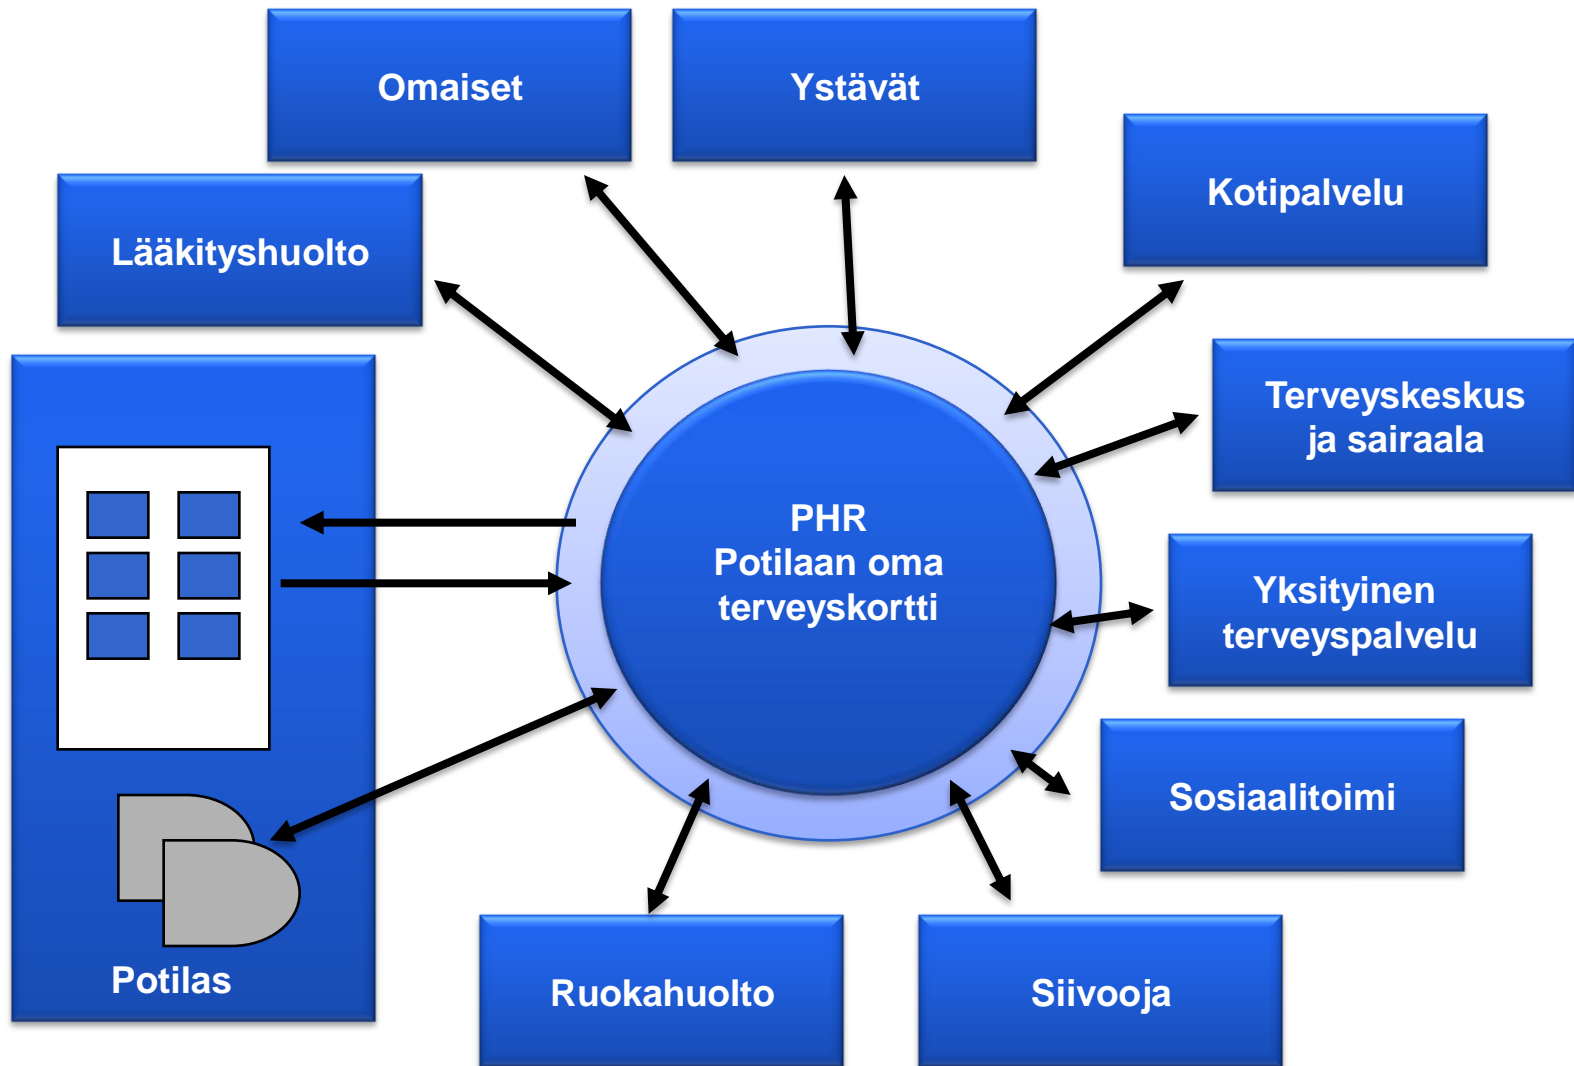 Omaiset
Ystävät
Kotipalvelu
Lääkityshuolto
Terveyskeskus
ja sairaala
PHR
Potilaan oma
terveyskortti
Yksityinen
terveyspalvelu
Sosiaalitoimi
Potilas
Ruokahuolto
Siivooja